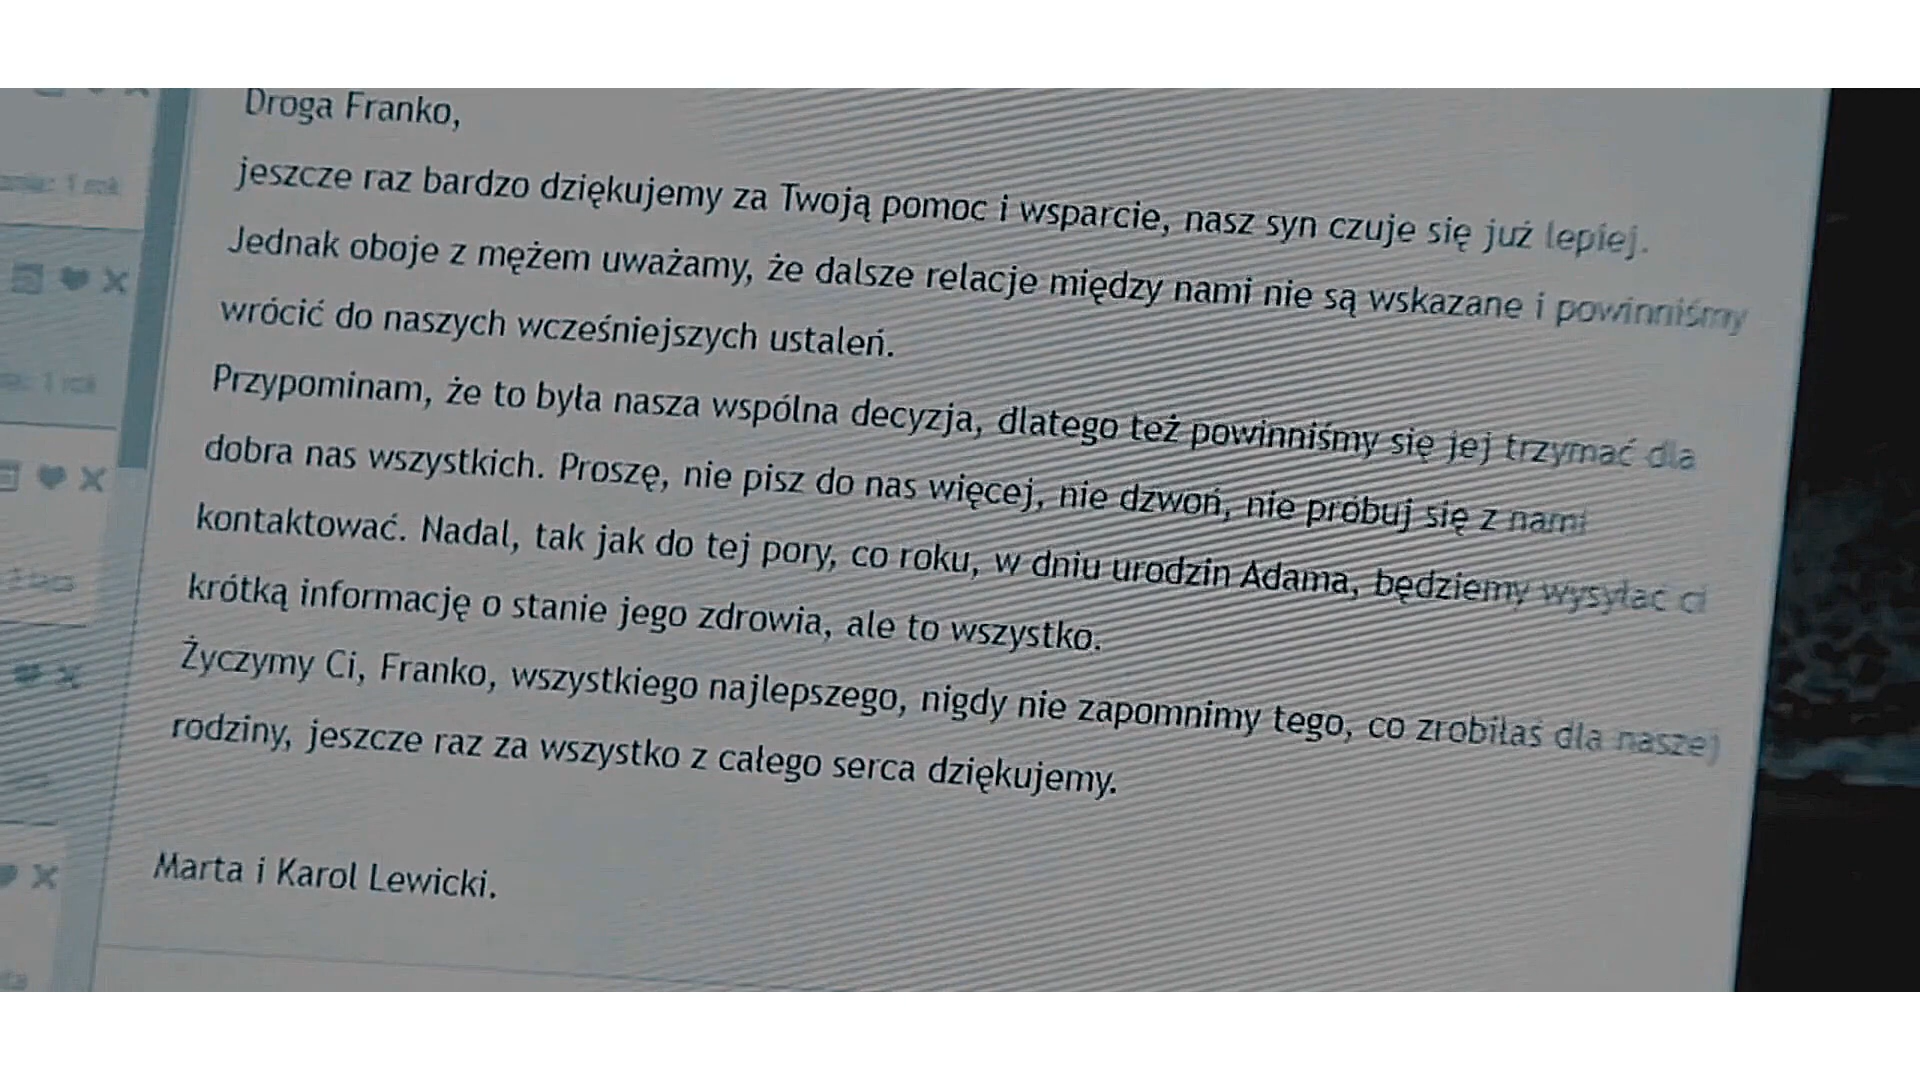 Droga Franko,
jeszcze raz bardzo dziękujemy za Twoją pomoc i wsparcie, nasz syn czuje się już lepiej.
Jednak oboje z mężem uważamy, że dalsze relacje między nami nie są wskazane i powinniśmy
wrócić do naszych wcześniejszych ustaleń.
Przypominam, że to była nasza wspólna decyzja, dlatego też powinniśmy się jej trzymać dla
dobra nas wszystkich. Proszę, nie pisz do nas więcej, nie dzwoń, nie próbuj się z nami
kontaktować. Nadal, tak jak do tej pory, co roku, w dniu urodzin Adama, będziemy wysyłać ci
krótką informację o stanie jego zdrowia, ale to wszystko.
Życzymy Ci, Franko, wszystkiego najlepszego, nigdy nie zapomnimy tego, co zrobiłaś dla naszej
rodziny, jeszcze raz za wszystko z całego serca dziękujemy.
Marta i Karol Lewicki.